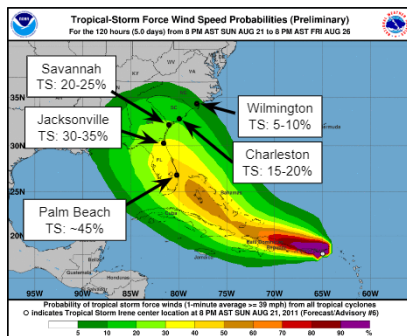 Tropical-Storm Force Wind Speed Probabilities (Preliminary)
For the 120 hours (5.0 days) from 8 PM AST SUN AUG 21 to 8 PM AST FRI AUG 26
Savannah
TS: 20-25%
Wilmington
TS: 5-10%
Jacksonville
TS: 30-35%
Charleston
TS: 15-20%
Palm Beach
TS: ~45%
35N
30N
25N
20N
95W 90W 85W 80W 75W 70W 65W 60W
Probability of tropical storm force winds (1-minute average >= 39 mph) from all tropical cyclones
O indicates Tropical Storm Irene center location at 8 PM AST SUN AUG 21, 2011 (Forecast/Advisory #6)
5 10 20 30 40 50 60 70 80 90 %